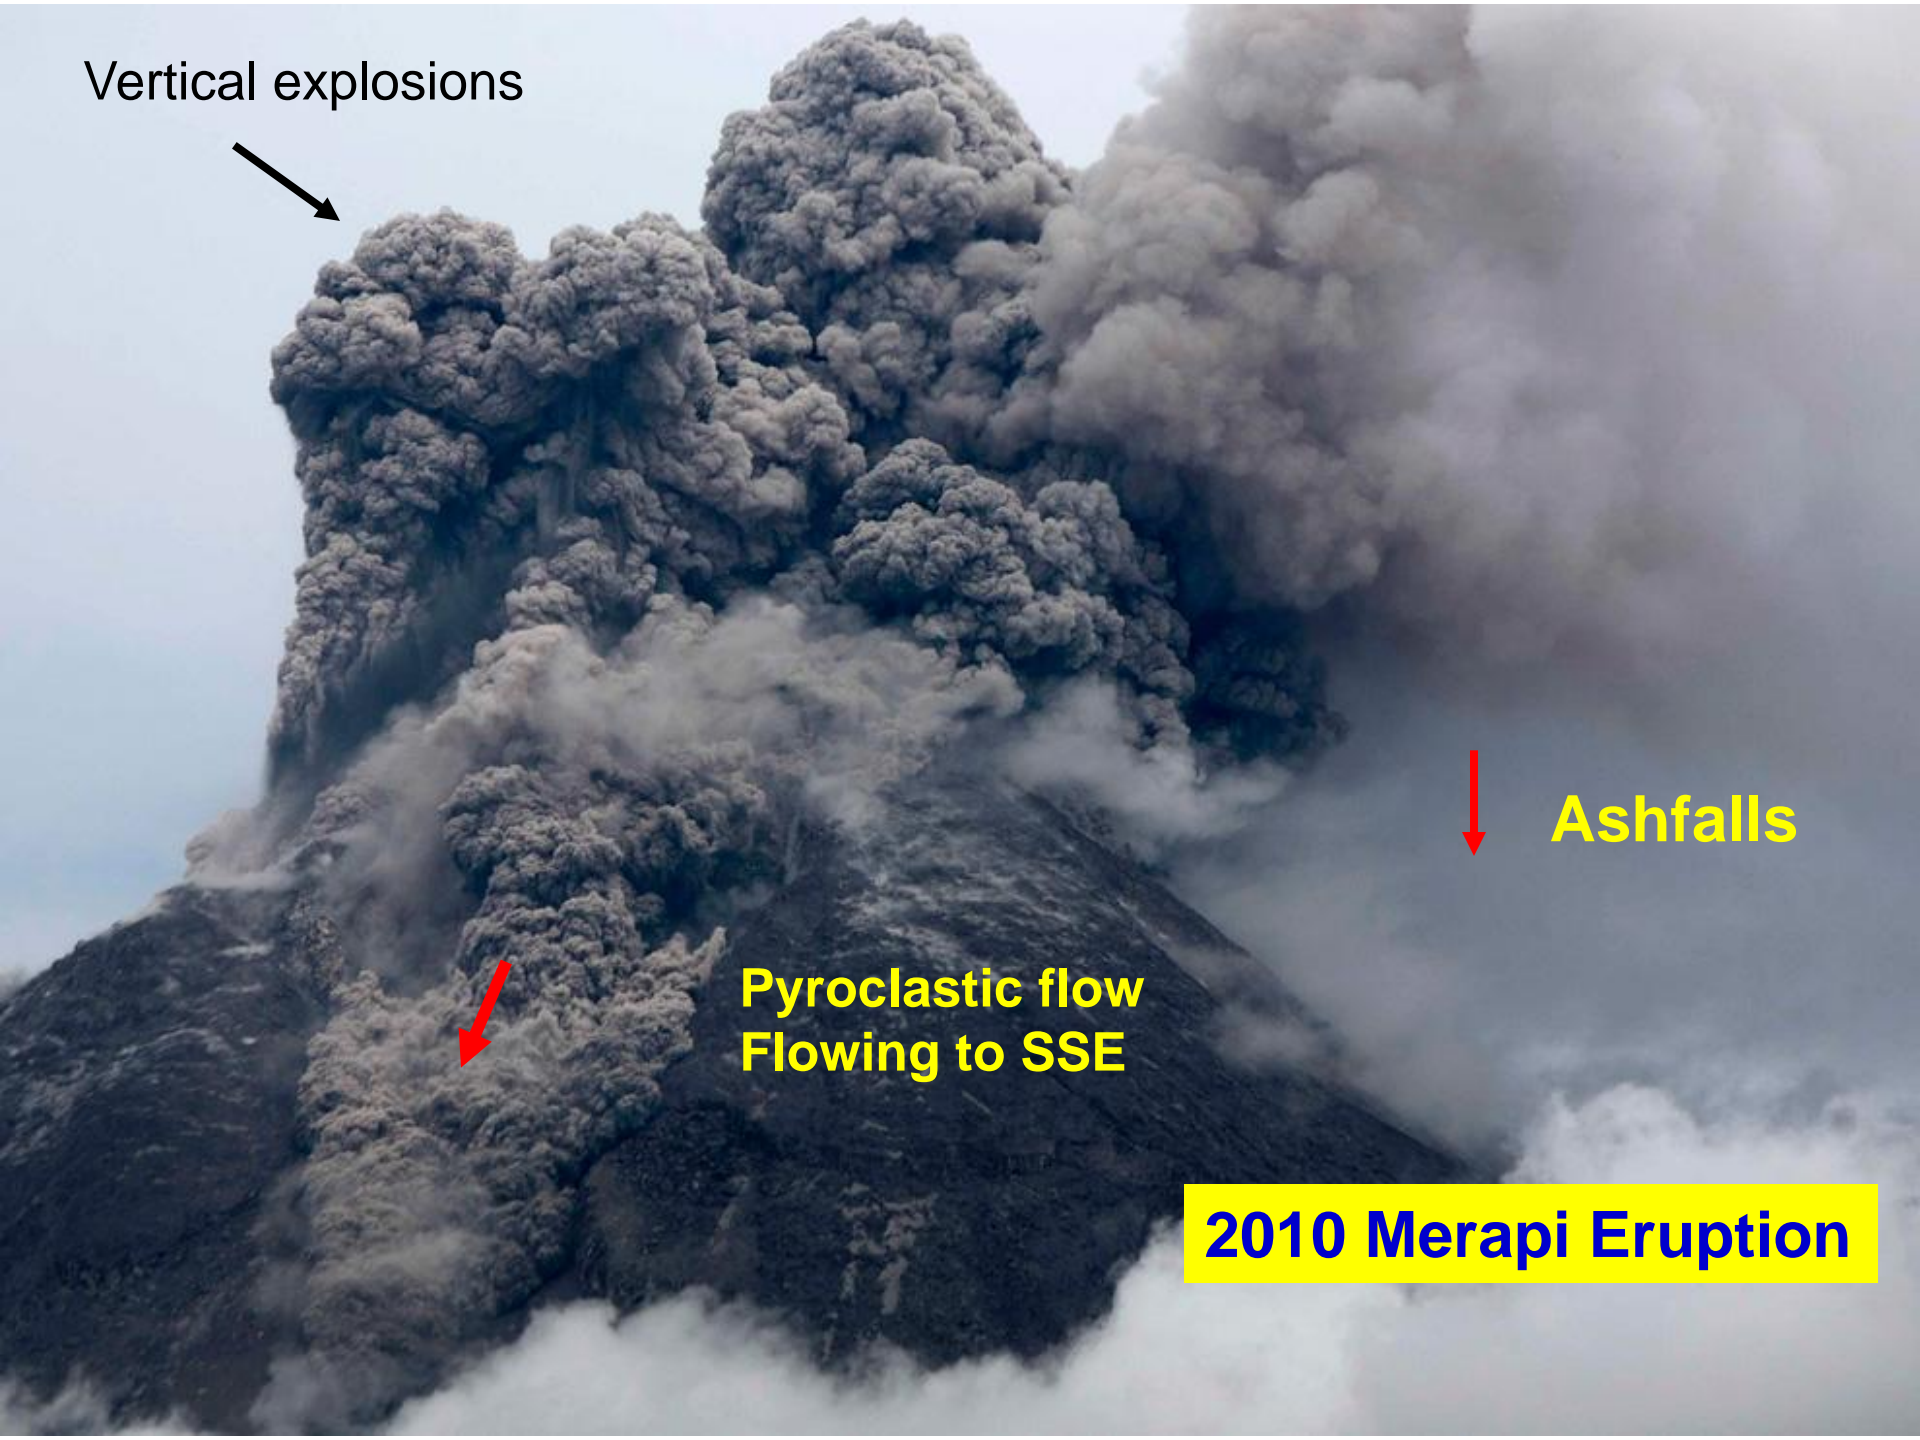 Vertical explosions
Ashfalls
Pyroclastic flow
Flowing to SSE
2010 Merapi Eruption